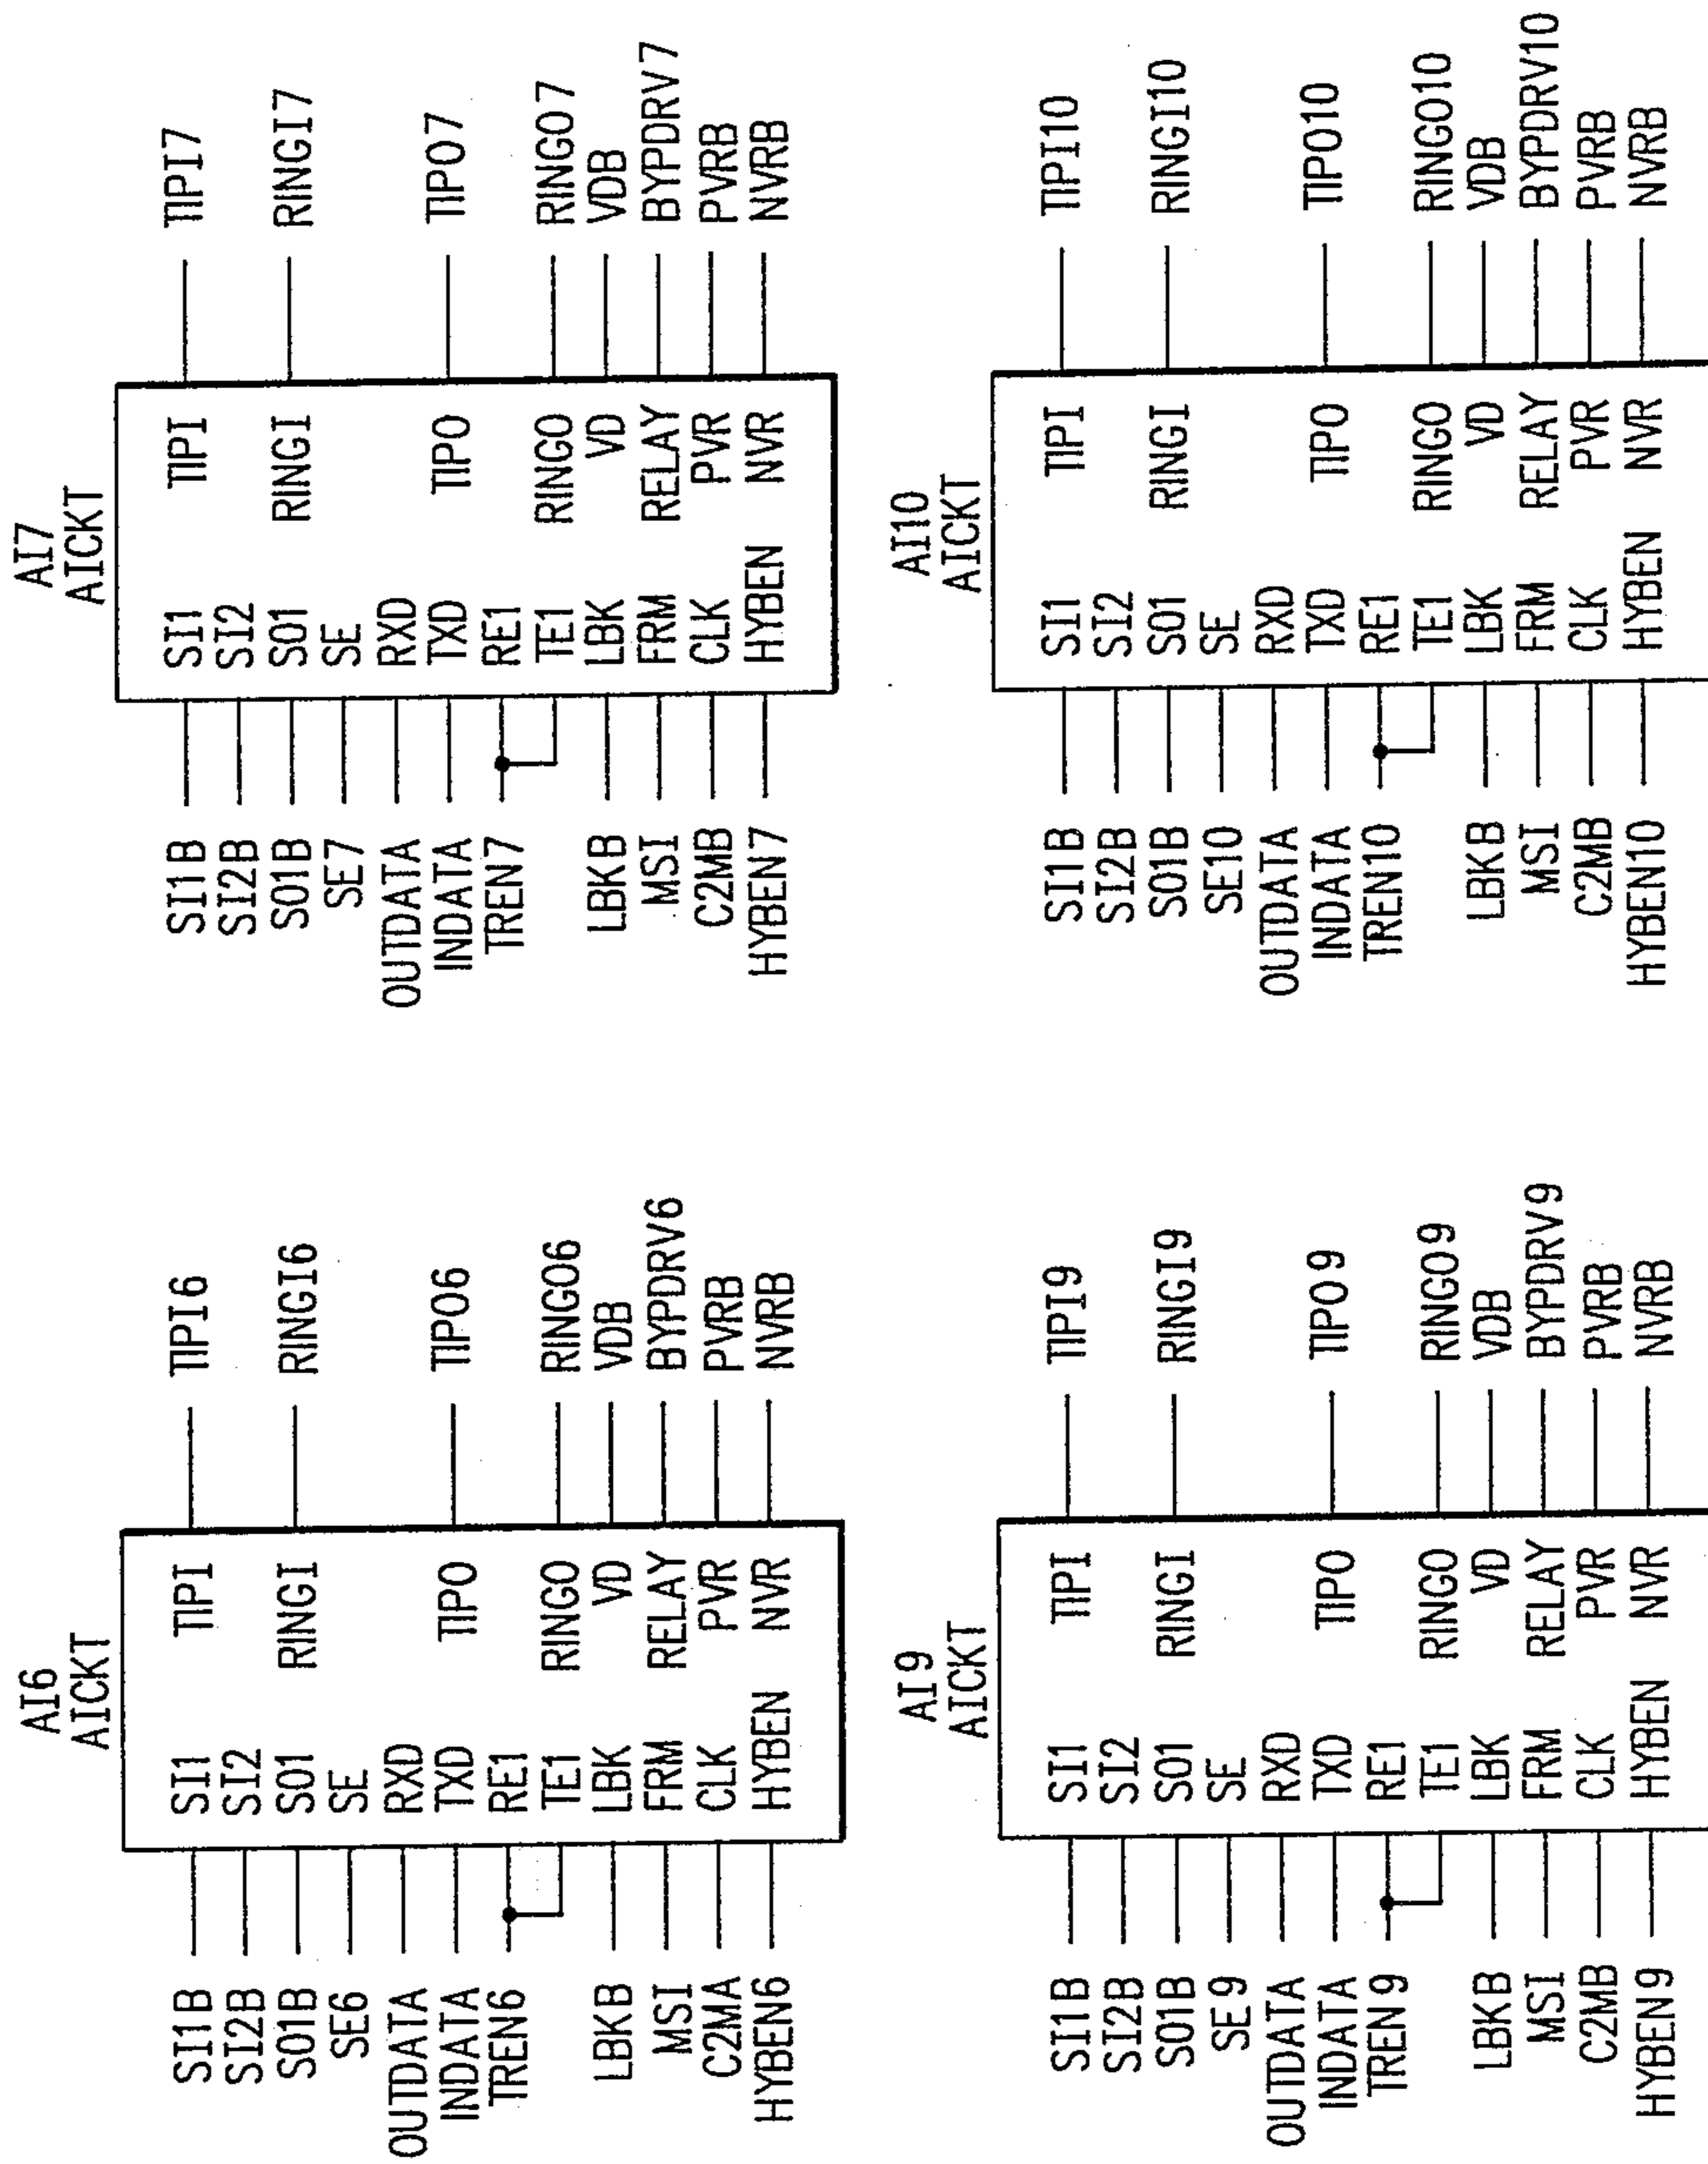 AI6
AICKT
SI1B SI1 TIPI TIPI6
SI2B SI2
SO1B SO1 RINGI RINGI6
SE6 SE
OUTDATA RXD
INDATA TXD TIPO TIPO6
TREN6 RE1
TE1 RINGO RINGO6
LBKB LBK VD VDB
MSI FRM RELAY BYPDRV6
C2MA CLK PVR PVRB
HYBEN6 HYBEN NVR NVRB
AI7
AICKT
SI1B SI1 TIPI TIPI7
SI2B SI2
SO1B SO1 RINGI RINGI7
SE7 SE
OUTDATA RXD
INDATA TXD TIPO TIPO7
TREN7 RE1
TE1 RINGO RINGO7
LBKB LBK VD VDB
MSI FRM RELAY BYPDRV7
C2MB CLK PVR PVRB
HYBEN7 HYBEN NVR NVRB
AI9
AICKT
SI1B SI1 TIPI TIPI9
SI2B SI2
SO1B SO1 RINGI RINGI9
SE9 SE
OUTDATA RXD
INDATA TXD TIPO TIPO9
TREN9 RE1
TE1 RINGO RINGO9
LBKB LBK VD VDB
MSI FRM RELAY BYPDRV9
C2MB CLK PVR PVRB
HYBEN9 HYBEN NVR NVRB
AI10
AICKT
SI1B SI1 TIPI TIPI10
SI2B SI2
SO1B SO1 RINGI RINGI10
SE10 SE
OUTDATA RXD
INDATA TXD TIPO TIPO10
TREN10 RE1
TE1 RINGO RINGO10
LBKB LBK VD VDB
MSI FRM RELAY BYPDRV10
C2MB CLK PVR PVRB
HYBEN10 HYBEN NVR NVRB